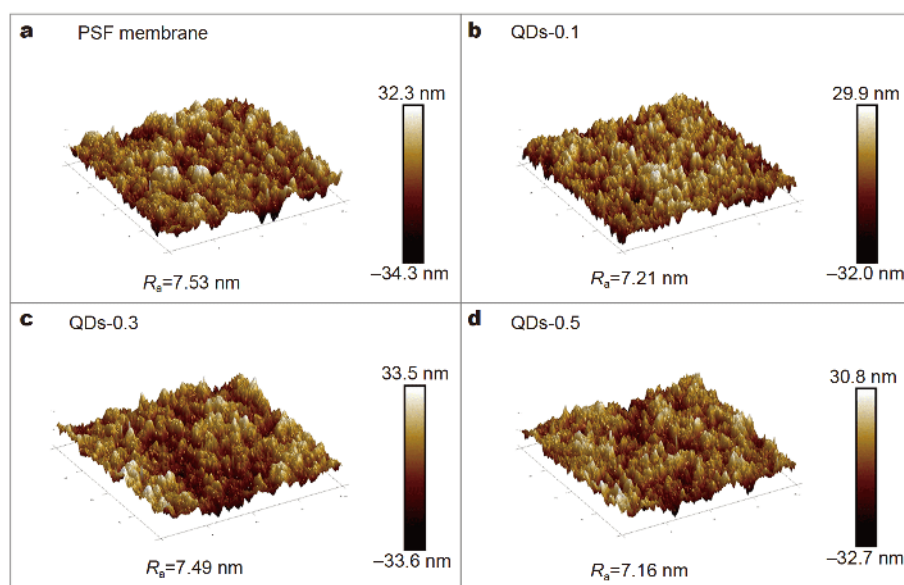 a PSF membrane
32.3 nm
−34.3 nm
Rₐ=7.53 nm
b QDs-0.1
29.9 nm
−32.0 nm
Rₐ=7.21 nm
c QDs-0.3
33.5 nm
−33.6 nm
Rₐ=7.49 nm
d QDs-0.5
30.8 nm
−32.7 nm
Rₐ=7.16 nm